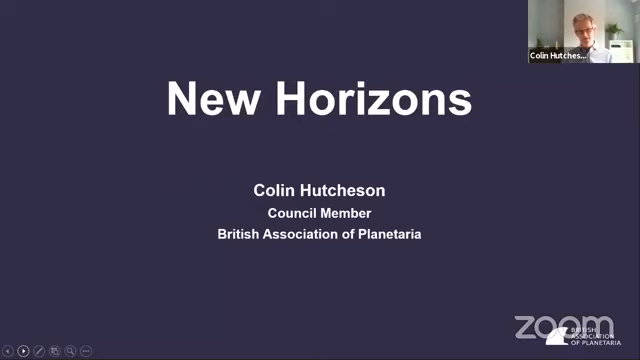 Colin Hutches...
New Horizons
Colin Hutcheson
Council Member
British Association of Planetaria
zoom
BRITISH
ASSOCIATION
OF PLANETARIA